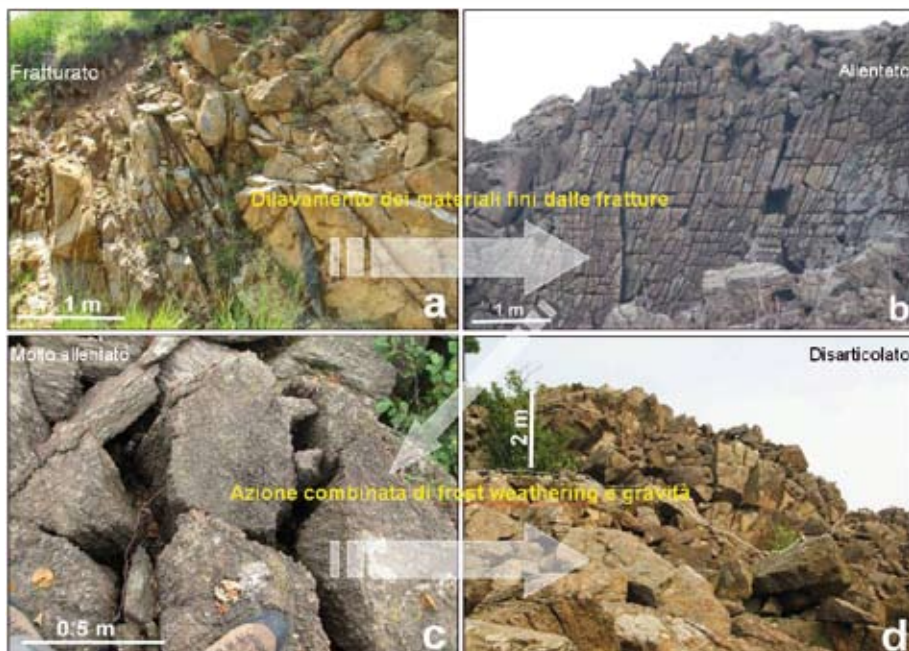 Fratturato
Allentato
Dilavamento dei materiali fini dalle fratture
1 m
a
1 m
b
Molto allentato
Disarticolato
2 m
Azione combinata di frost weathering e gravità
0.5 m
c
d